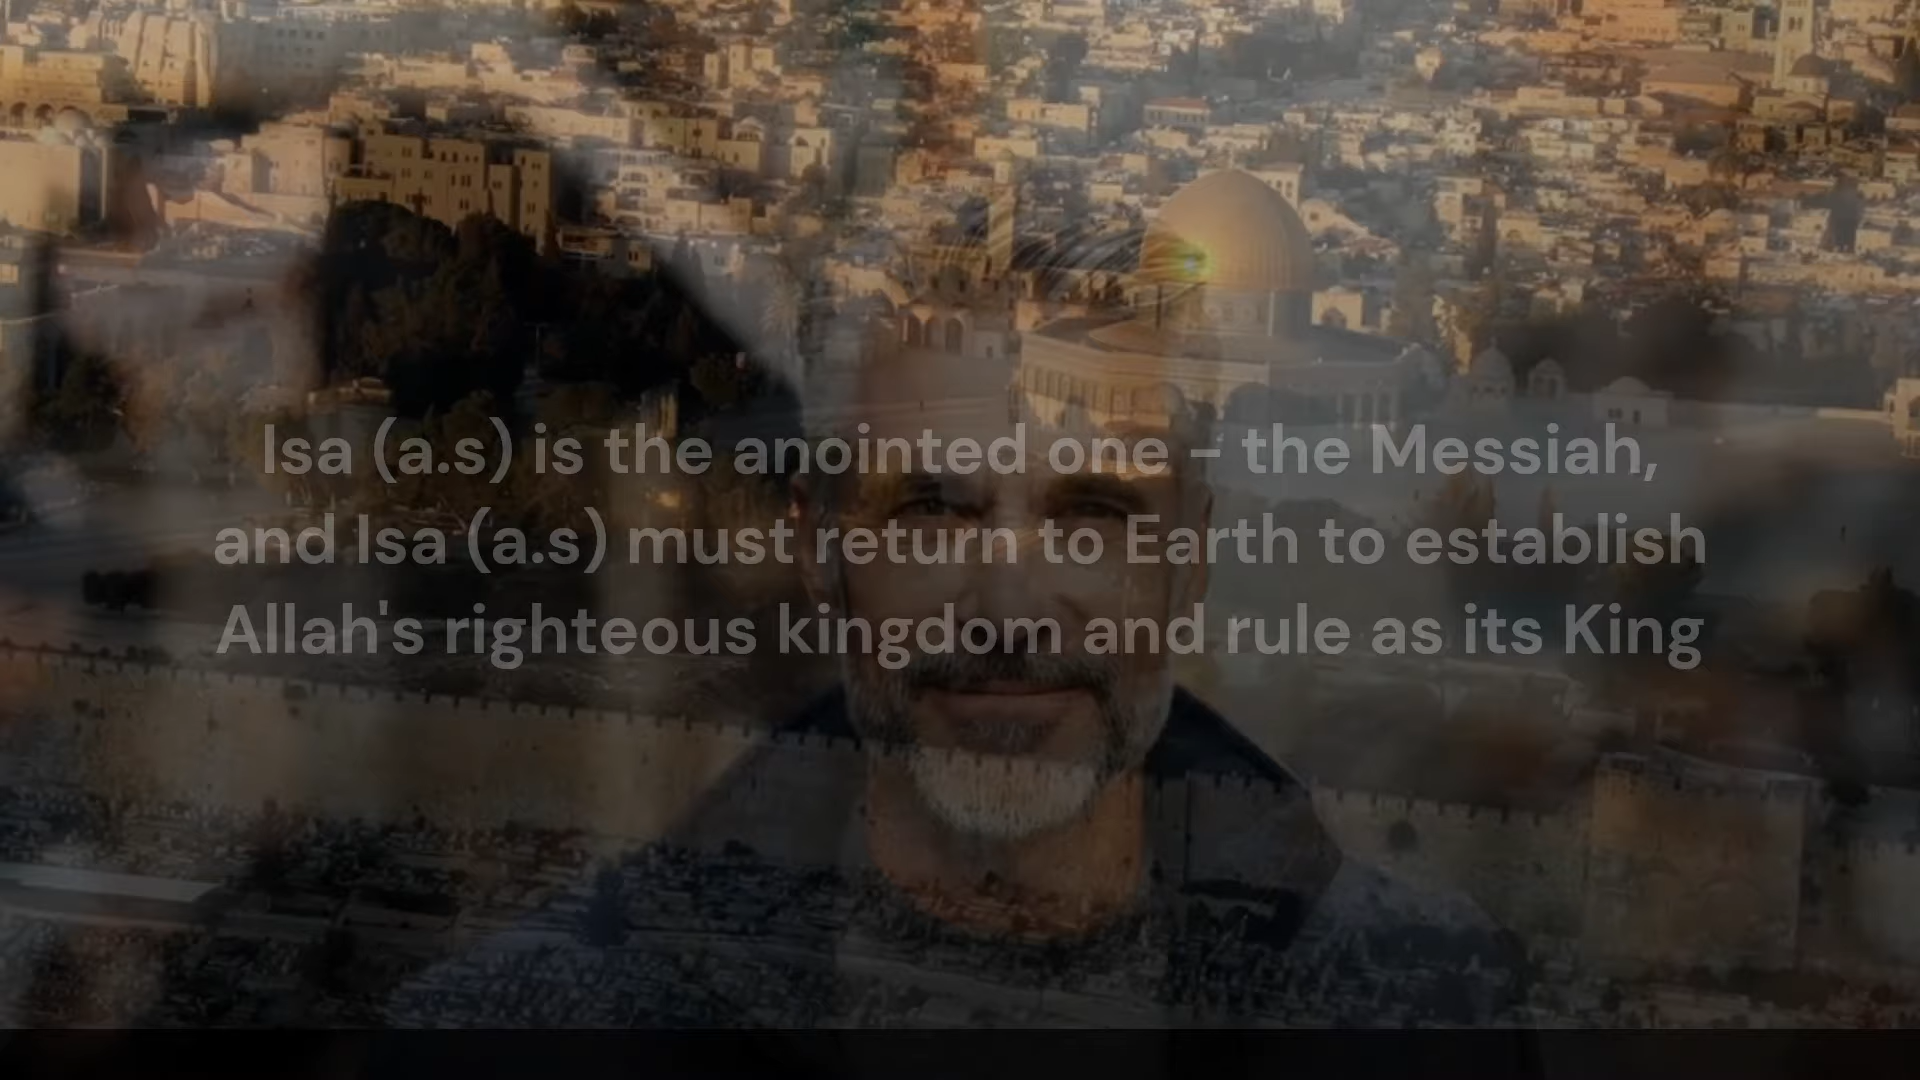 Isa (a.s) is the anointed one – the Messiah,
and Isa (a.s) must return to Earth to establish
Allah's righteous kingdom and rule as its King